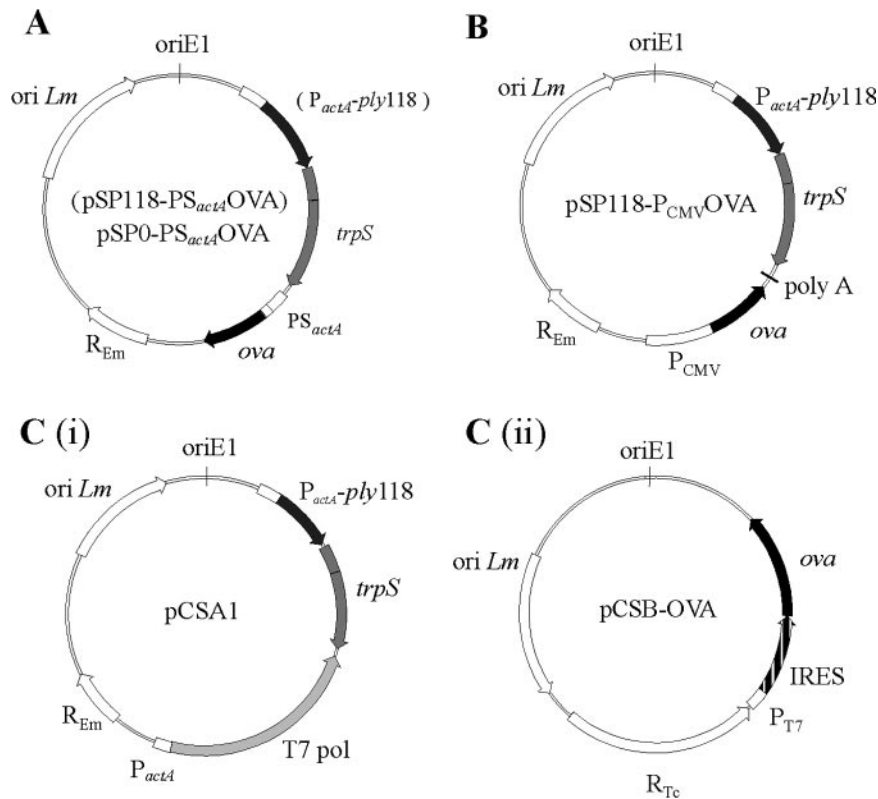 A
oriE1
ori Lm
( PactA-ply118 )
(pSP118-PSactAOVA)
pSP0-PSactAOVA
trpS
PSactA
ova
REm
B
oriE1
ori Lm
PactA-ply118
pSP118-PCMVOVA
trpS
poly A
ova
PCMV
REm
C (i)
oriE1
ori Lm
PactA-ply118
trpS
pCSA1
REm
PactA
T7 pol
C (ii)
oriE1
ori Lm
ova
pCSB-OVA
IRES
PT7
RTc